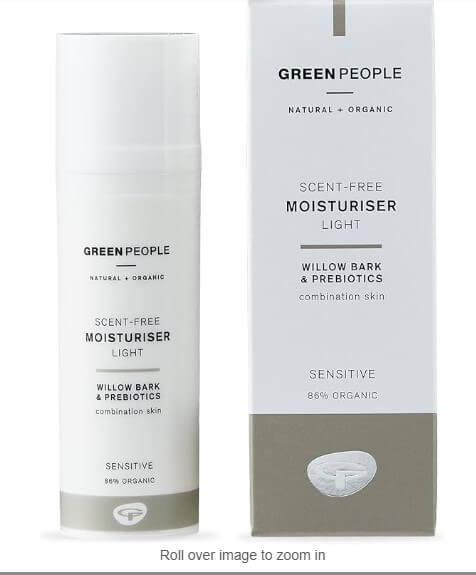 GREEN PEOPLE
NATURAL + ORGANIC
SCENT-FREE
MOISTURISER
LIGHT
WILLOW BARK
& PREBIOTICS
combination skin
SENSITIVE
86% ORGANIC
GREEN PEOPLE
NATURAL + ORGANIC
SCENT-FREE
MOISTURISER
LIGHT
WILLOW BARK
& PREBIOTICS
combination skin
SENSITIVE
86% ORGANIC
Roll over image to zoom in